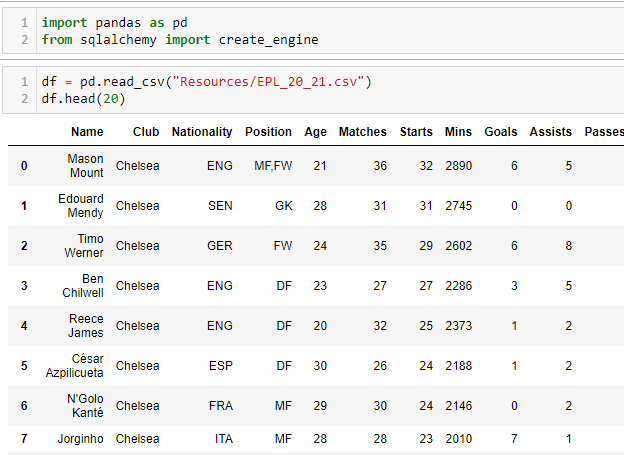 1 import pandas as pd
2 from sqlalchemy import create_engine
1 df = pd.read_csv("Resources/EPL_20_21.csv")
2 df.head(20)
Name Club Nationality Position Age Matches Starts Mins Goals Assists Passes
0 Mason Mount Chelsea ENG MF,FW 21 36 32 2890 6 5
1 Edouard Mendy Chelsea SEN GK 28 31 31 2745 0 0
2 Timo Werner Chelsea GER FW 24 35 29 2602 6 8
3 Ben Chilwell Chelsea ENG DF 23 27 27 2286 3 5
4 Reece James Chelsea ENG DF 20 32 25 2373 1 2
5 César Azpilicueta Chelsea ESP DF 30 26 24 2188 1 2
6 N'Golo Kanté Chelsea FRA MF 29 30 24 2146 0 2
7 Jorginho Chelsea ITA MF 28 28 23 2010 7 1